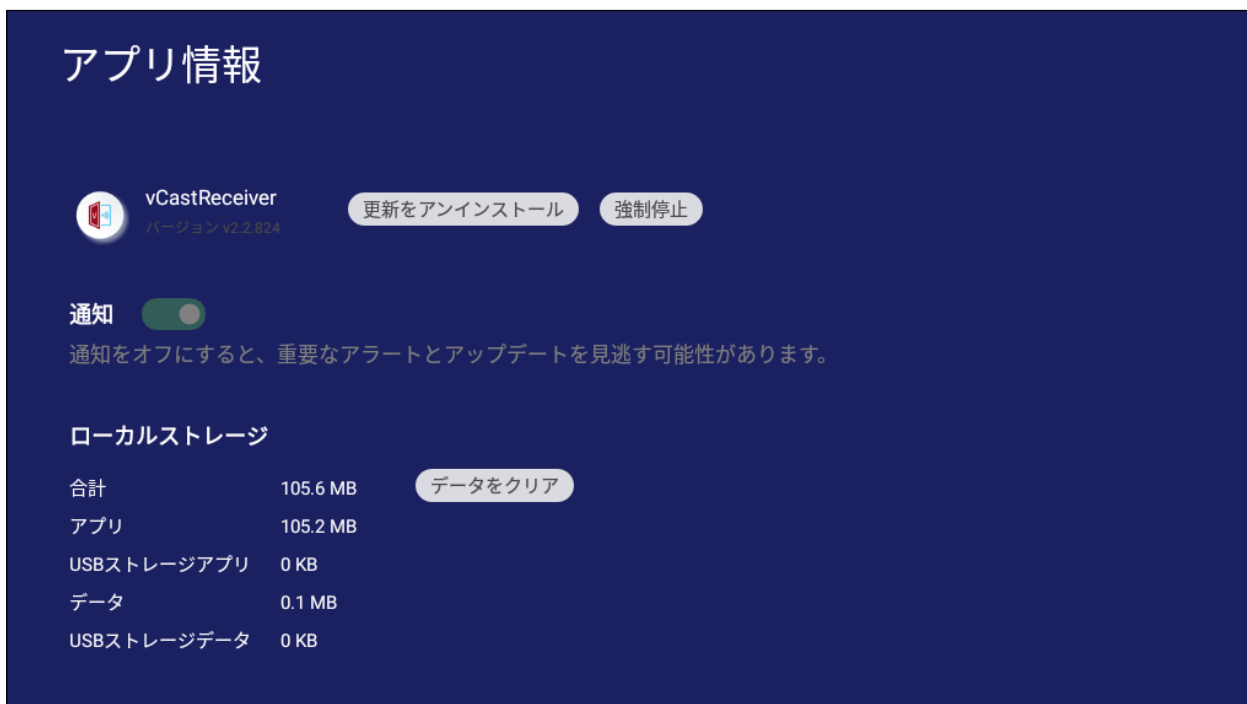 アプリ情報
vCastReceiver
バージョン v2.2.824
更新をアンインストール
強制停止
通知
通知をオフにすると、重要なアラートとアップデートを見逃す可能性があります。
ローカルストレージ
合計 105.6 MB データをクリア
アプリ 105.2 MB
USBストレージアプリ 0 KB
データ 0.1 MB
USBストレージデータ 0 KB